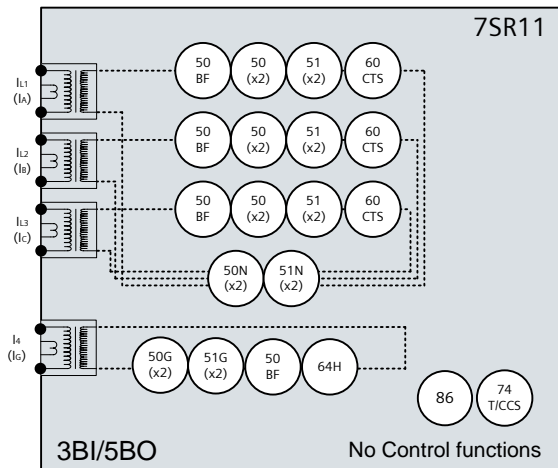 7SR11
IL1
(IA)
50
BF
50
(x2)
51
(x2)
60
CTS
IL2
(IB)
50
BF
50
(x2)
51
(x2)
60
CTS
IL3
(IC)
50
BF
50
(x2)
51
(x2)
60
CTS
50N
(x2)
51N
(x2)
I4
(IG)
50G
(x2)
51G
(x2)
50
BF
64H
86
74
T/CCS
3BI/5BO
No Control functions